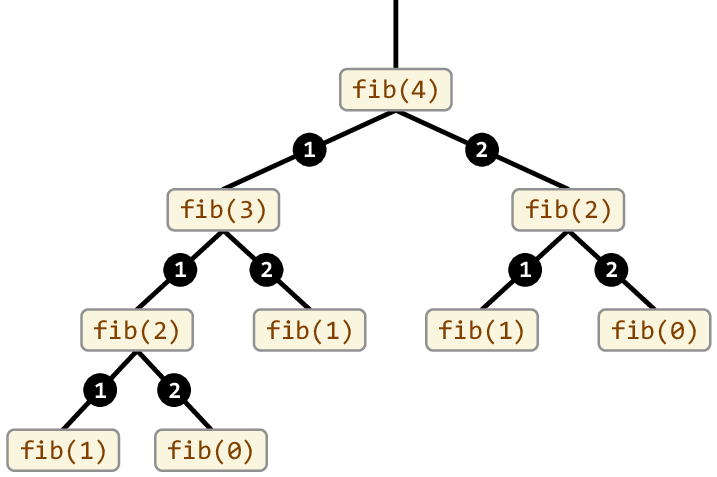 fib(4)
1 2
fib(3) fib(2)
1 2 1 2
fib(2) fib(1) fib(1) fib(0)
1 2
fib(1) fib(0)